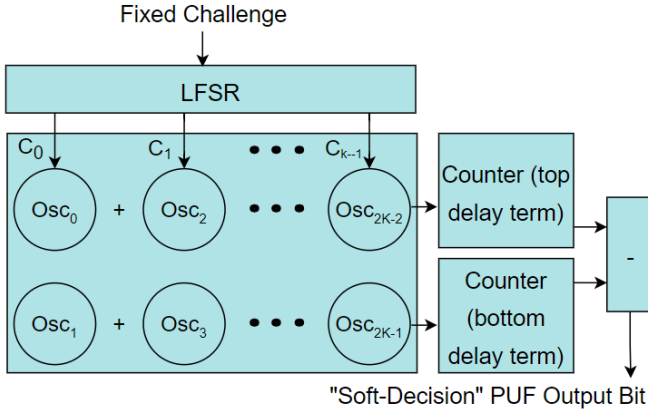 Fixed Challenge
LFSR
C0 C1 ••• Ck--1
Osc0 + Osc2 ••• Osc2K-2
Counter (top
delay term)
-
Osc1 + Osc3 ••• Osc2K-1
Counter
(bottom
delay term)
"Soft-Decision" PUF Output Bit